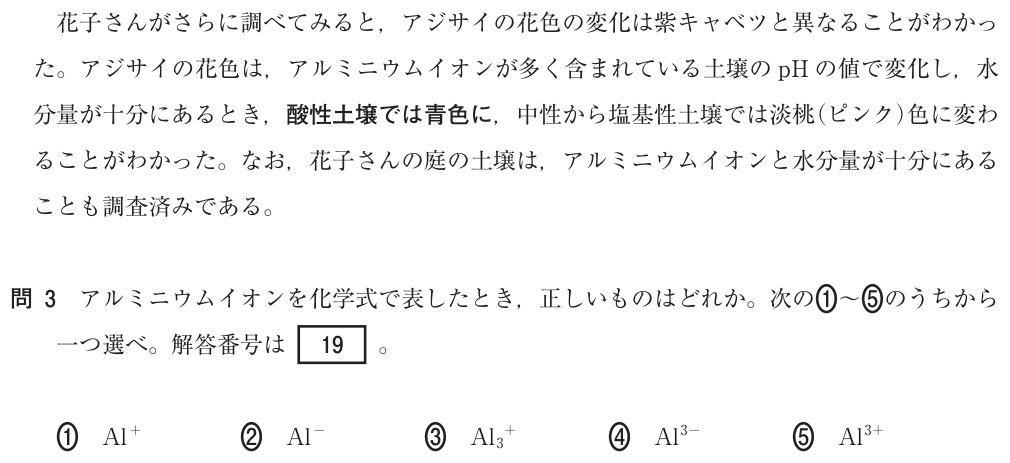 花子さんがさらに調べてみると，アジサイの花色の変化は紫キャベツと異なることがわかっ
た。アジサイの花色は，アルミニウムイオンが多く含まれている土壌の pH の値で変化し，水
分量が十分にあるとき，酸性土壌では青色に，中性から塩基性土壌では淡桃(ピンク)色に変わ
ることがわかった。なお，花子さんの庭の土壌は，アルミニウムイオンと水分量が十分にある
ことも調査済みである。
問 3　アルミニウムイオンを化学式で表したとき，正しいものはどれか。次の①～⑤のうちから
一つ選べ。解答番号は 19 。
① Al⁺　② Al⁻　③ Al₃⁺　④ Al³⁻　⑤ Al³⁺